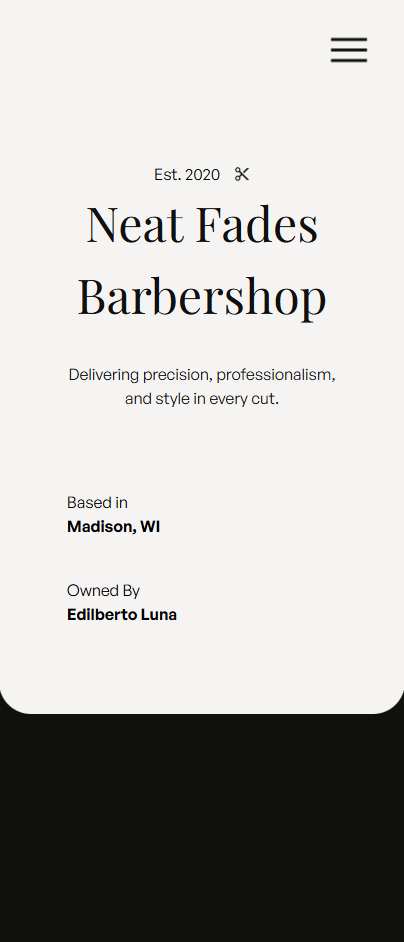 Est. 2020
Neat Fades
Barbershop
Delivering precision, professionalism,
and style in every cut.
Based in
Madison, WI
Owned By
Edilberto Luna